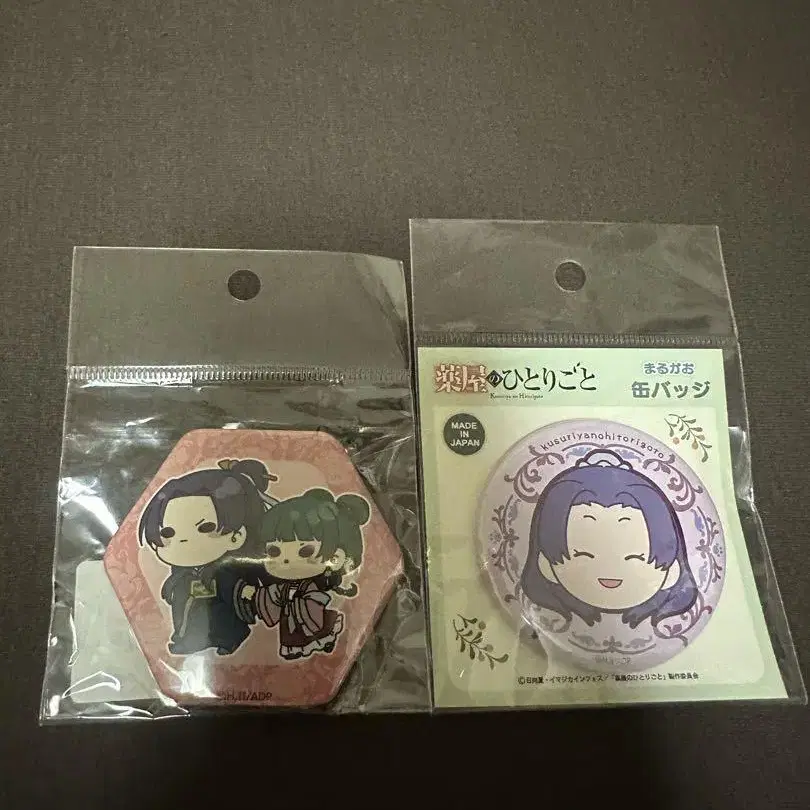 薬屋のひとりごと
Kusuriya no Hitorigoto
まるがお
缶バッジ
MADE
IN
JAPAN
kusuriyanohitorigoto
©日向夏・イマジカインフォス/「薬屋のひとりごと」製作委員会